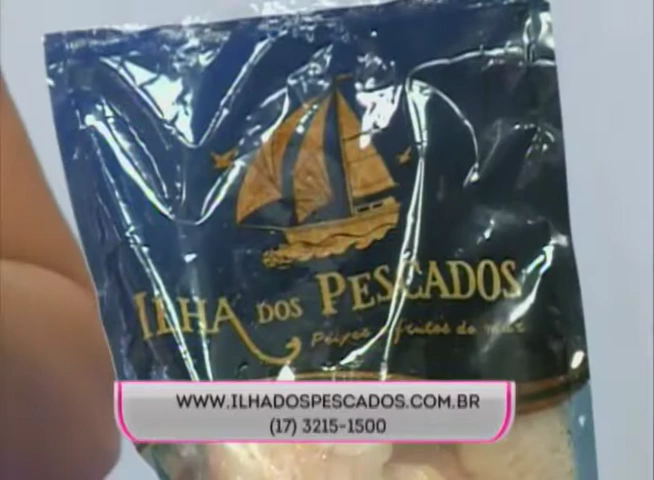 ILHA DOS PESCADOS
Peixes e frutos do mar
WWW.ILHADOSPESCADOS.COM.BR
(17) 3215-1500